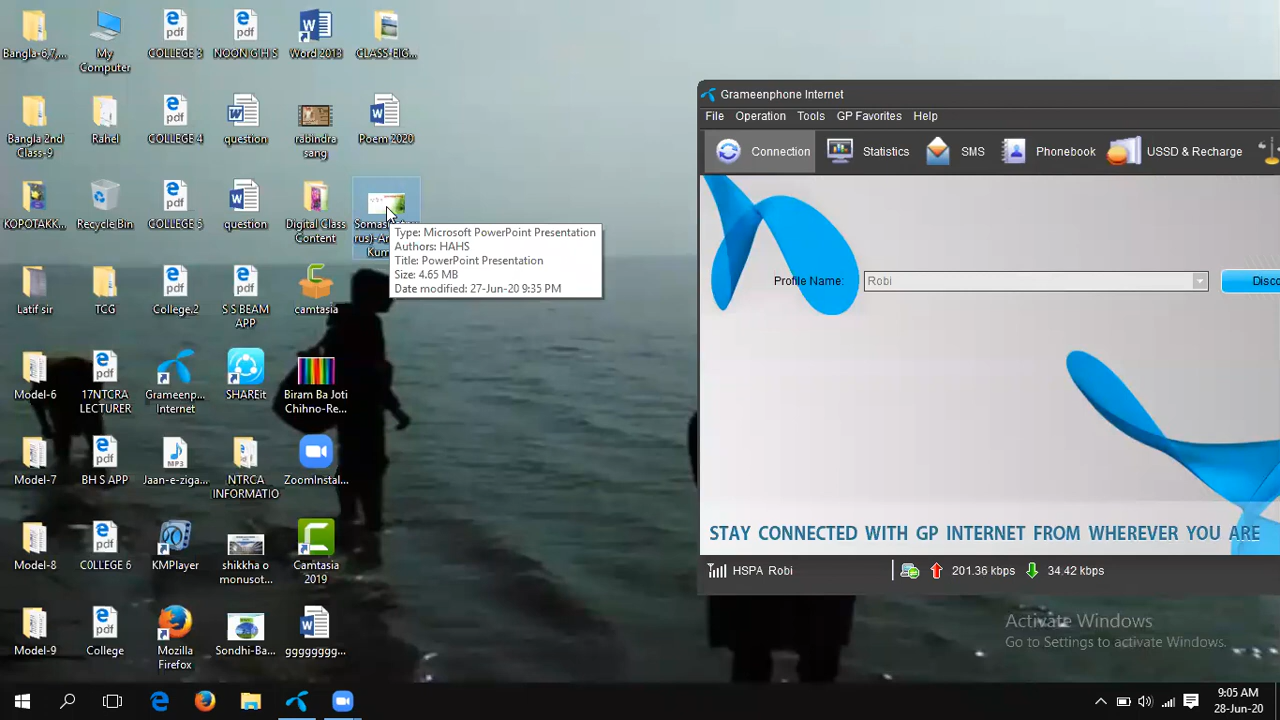 Bangla-6,7,...
My Computer
COLLEGE 3
NOON G H S
Word 2013
CLASS-EIG...
Bangla 2nd Class-9
Rahel
COLLEGE 4
question
rabindra sang
Poem 2020
KOPOTAKK...
Recycle Bin
COLLEGE 5
question
Digital Class Content
Latif sir
TCG
College.2
S S BEAM APP
camtasia
Model-6
17NTCRA LECTURER
Grameenp... Internet
SHAREit
Biram Ba Joti Chihno-Re...
Model-7
BH S APP
Jaan-e-ziga...
NTRCA INFORMATIO
ZoomInstal...
Model-8
C0LLEGE 6
KMPlayer
shikkha o monusot...
Camtasia 2019
Model-9
College
Mozilla Firefox
Sondhi-Ba...
gggggggg...
Type: Microsoft PowerPoint Presentation
Authors: HAHS
Title: PowerPoint Presentation
Size: 4.65 MB
Date modified: 27-Jun-20 9:35 PM
Grameenphone Internet
File Operation Tools GP Favorites Help
Connection Statistics SMS Phonebook USSD & Recharge
Profile Name: Robi Disco
STAY CONNECTED WITH GP INTERNET FROM WHEREVER YOU ARE
HSPA Robi 201.36 kbps 34.42 kbps
Activate Windows
Go to Settings to activate Windows.
9:05 AM
28-Jun-20